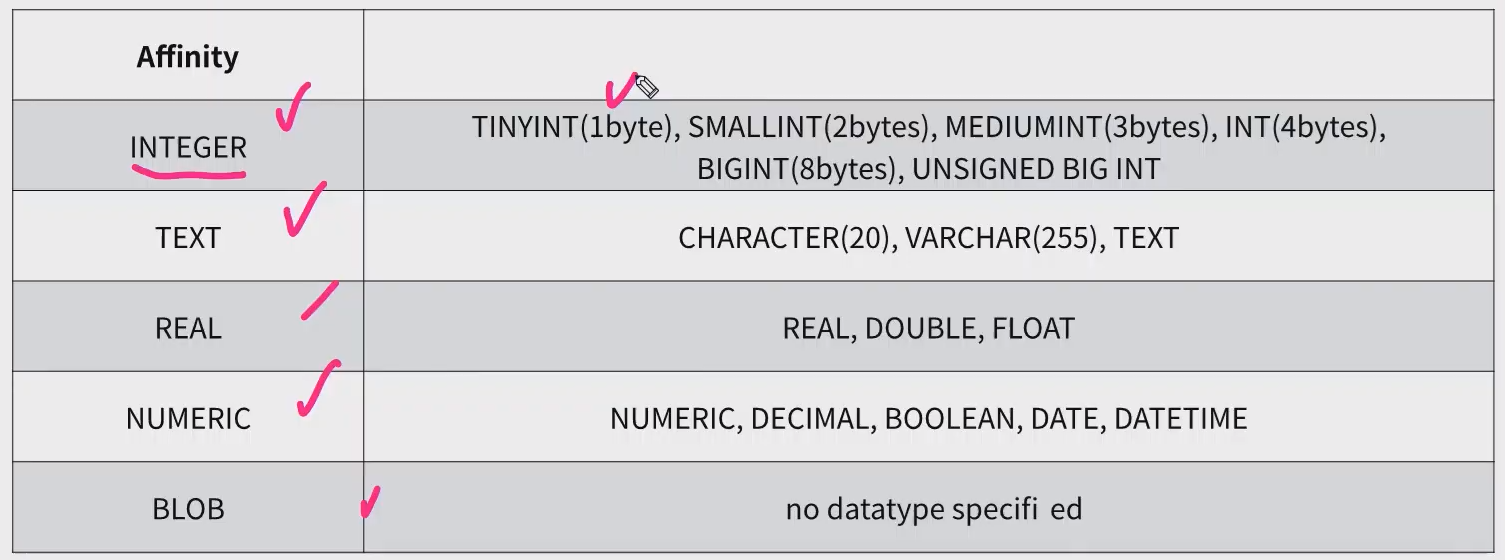 Affinity
INTEGER
TINYINT(1byte), SMALLINT(2bytes), MEDIUMINT(3bytes), INT(4bytes),
BIGINT(8bytes), UNSIGNED BIG INT
TEXT
CHARACTER(20), VARCHAR(255), TEXT
REAL
REAL, DOUBLE, FLOAT
NUMERIC
NUMERIC, DECIMAL, BOOLEAN, DATE, DATETIME
BLOB
no datatype specifi ed